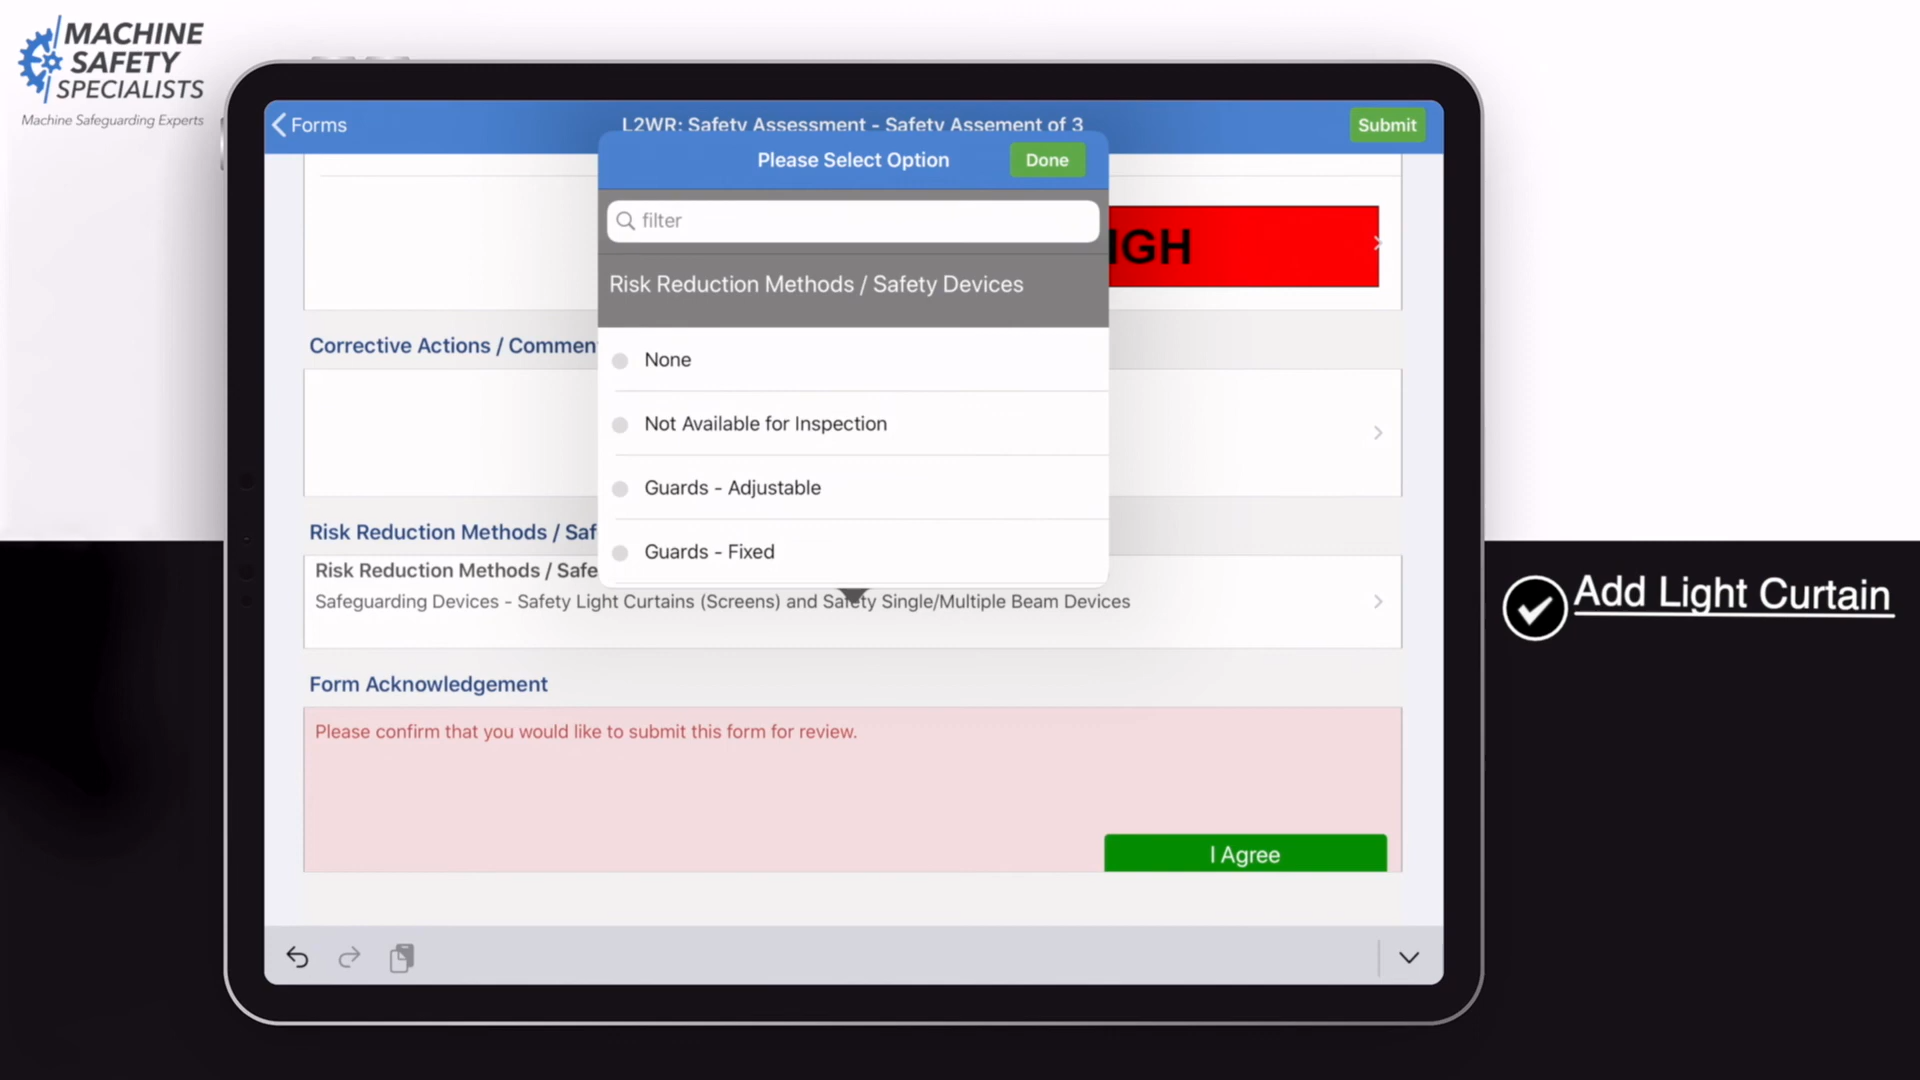 MACHINE
SAFETY
SPECIALISTS
Machine Safeguarding Experts
Forms
L2WR: Safety Assessment - Safety Assement of 3
Submit
Please Select Option
Done
filter
IGH
Risk Reduction Methods / Safety Devices
None
Corrective Actions / Commen
Not Available for Inspection
Guards - Adjustable
Risk Reduction Methods / Saf
Guards - Fixed
Risk Reduction Methods / Safe
Safeguarding Devices - Safety Light Curtains (Screens) and Safety Single/Multiple Beam Devices
Form Acknowledgement
Please confirm that you would like to submit this form for review.
I Agree
Add Light Curtain